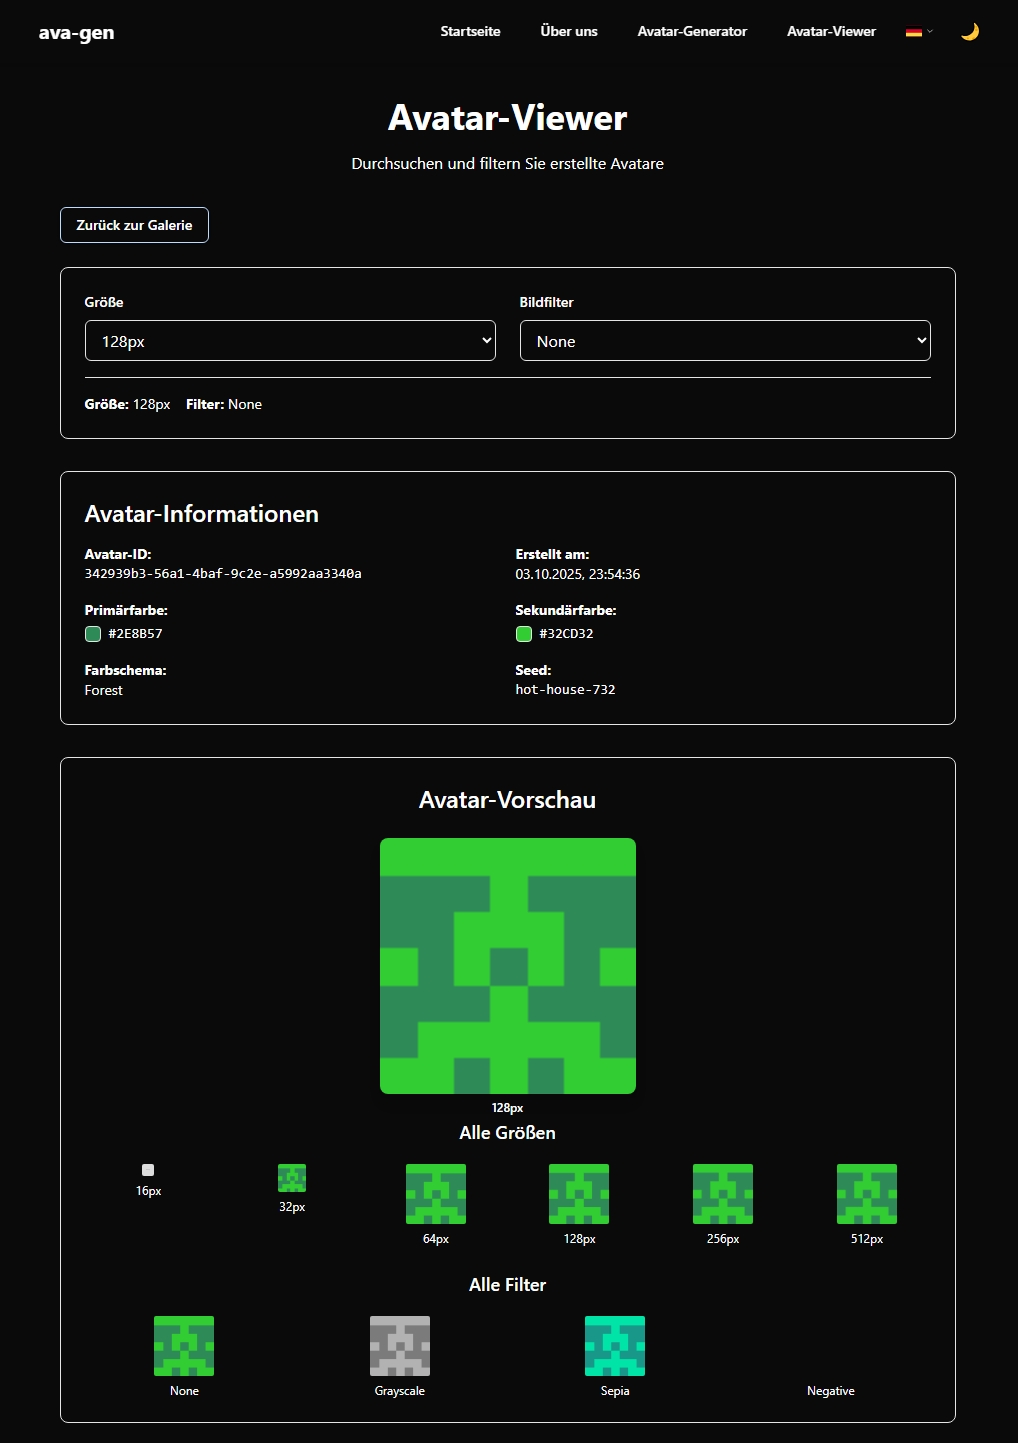 ava-gen
Startseite Über uns Avatar-Generator Avatar-Viewer
Avatar-Viewer
Durchsuchen und filtern Sie erstellte Avatare
Zurück zur Galerie
Größe
128px
Bildfilter
None
Größe: 128px Filter: None
Avatar-Informationen
Avatar-ID:
342939b3-56a1-4baf-9c2e-a5992aa3340a
Erstellt am:
03.10.2025, 23:54:36
Primärfarbe:
#2E8B57
Sekundärfarbe:
#32CD32
Farbschema:
Forest
Seed:
hot-house-732
Avatar-Vorschau
128px
Alle Größen
16px
32px
64px
128px
256px
512px
Alle Filter
None
Grayscale
Sepia
Negative